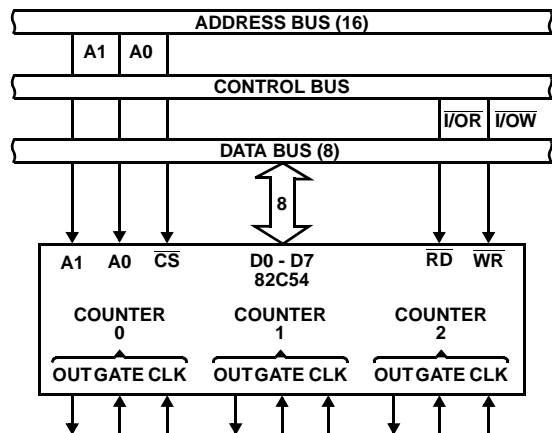 ADDRESS BUS (16)
A1 A0
CONTROL BUS
I/OR I/OW
DATA BUS (8)
8
A1 A0 CS D0 - D7 RD WR
82C54
COUNTER COUNTER COUNTER
0 1 2
OUT GATE CLK OUT GATE CLK OUT GATE CLK